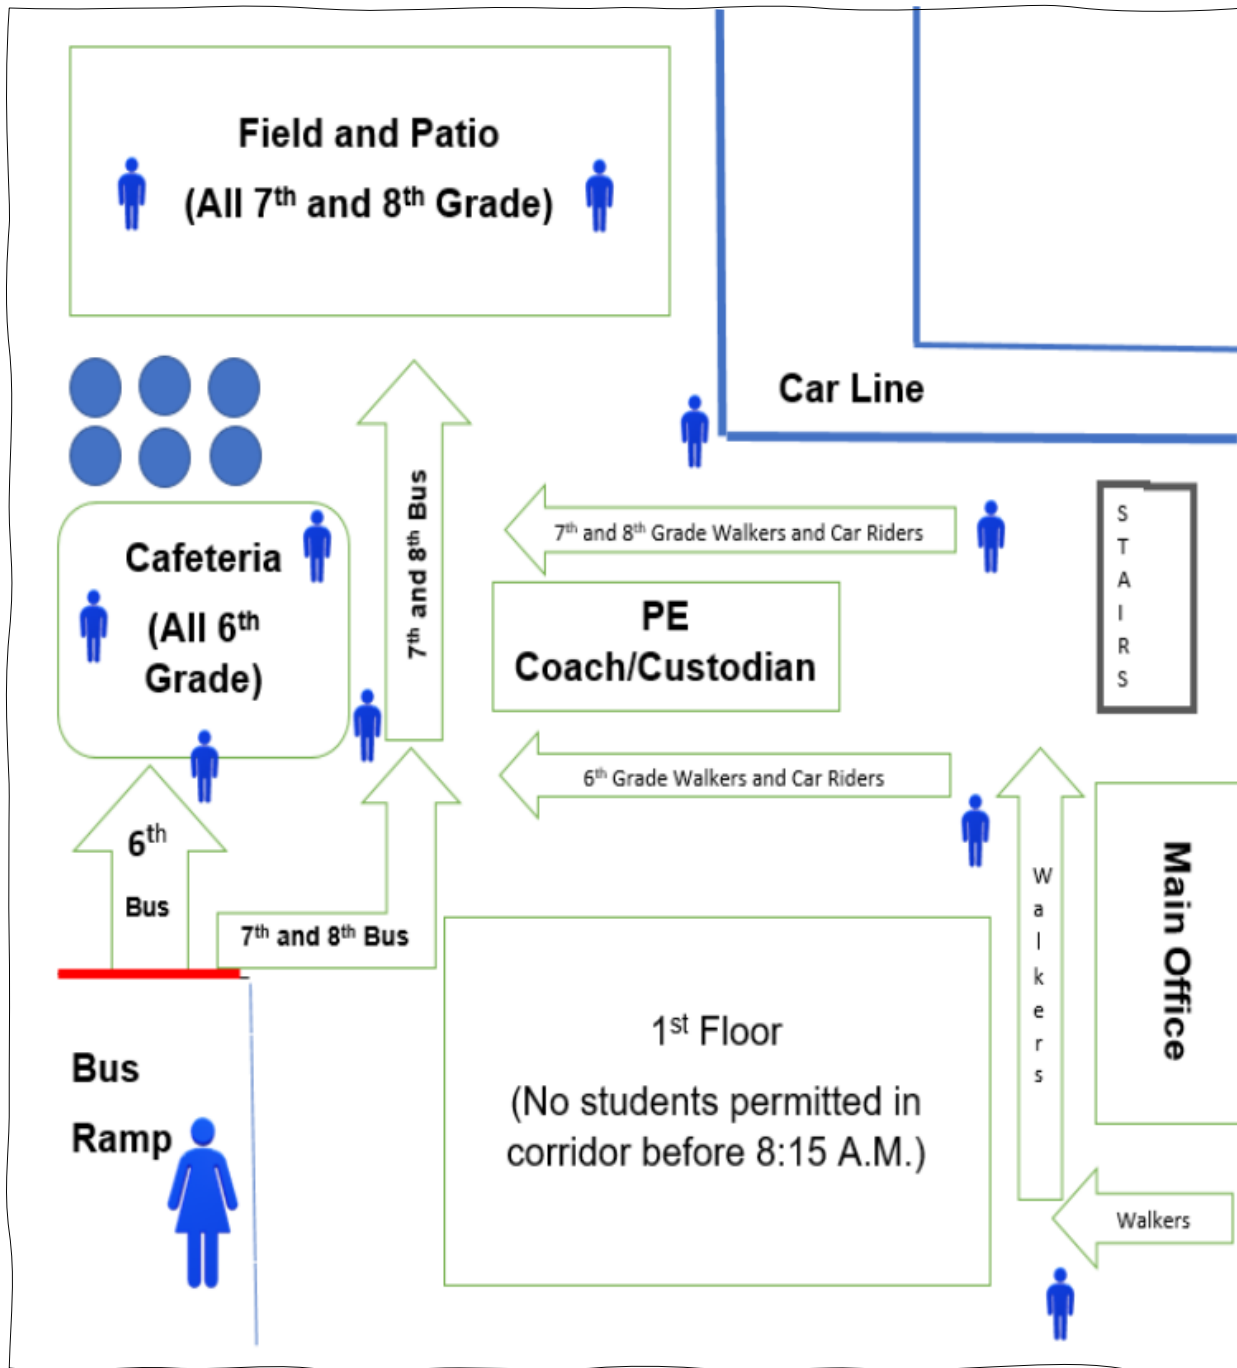 Field and Patio
(All 7th and 8th Grade)
Car Line
7th and 8th Bus
7th and 8th Grade Walkers and Car Riders
STAIRS
Cafeteria
(All 6th
Grade)
PE
Coach/Custodian
6th Grade Walkers and Car Riders
6th
Bus
7th and 8th Bus
Walkers
Main Office
1st Floor
(No students permitted in
corridor before 8:15 A.M.)
Bus
Ramp
Walkers